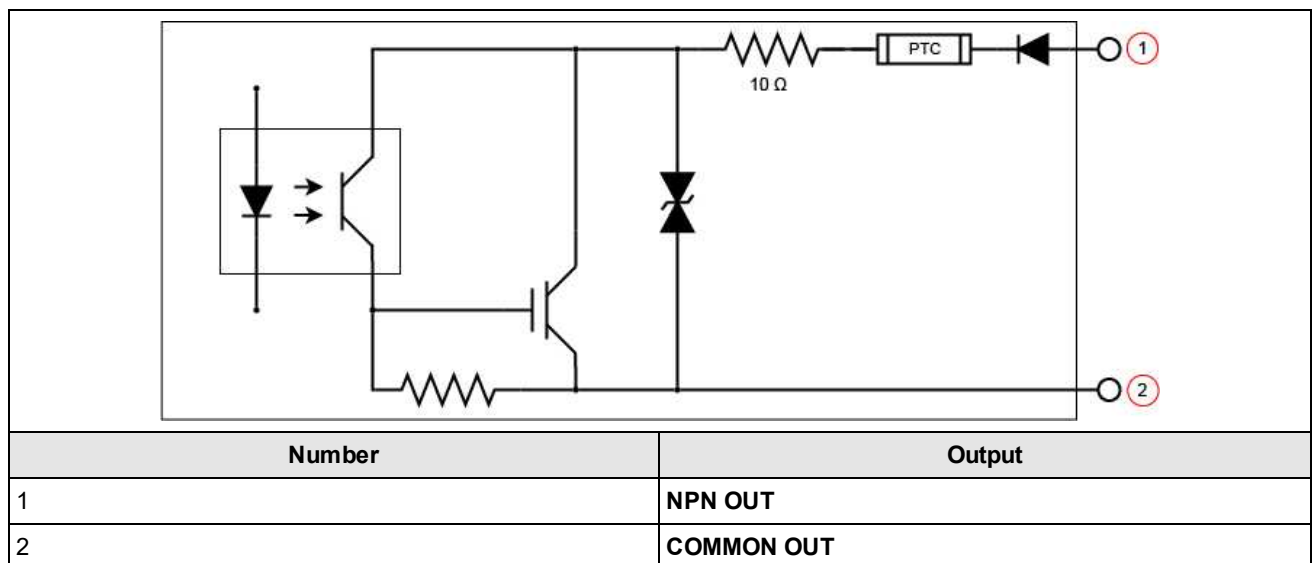 PTC
1
10 Ω
2
Number Output
1 NPN OUT
2 COMMON OUT